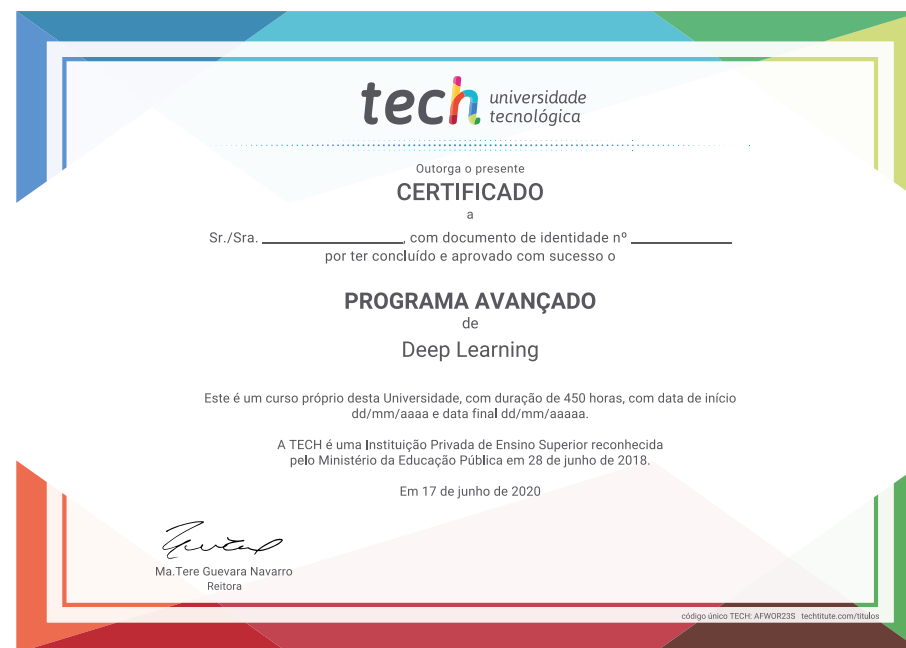 tech universidade
tecnológica
Outorga o presente
CERTIFICADO
a
Sr./Sra. ________________, com documento de identidade nº ____________
por ter concluído e aprovado com sucesso o
PROGRAMA AVANÇADO
de
Deep Learning
Este é um curso próprio desta Universidade, com duração de 450 horas, com data de início
dd/mm/aaaa e data final dd/mm/aaaaa.
A TECH é uma Instituição Privada de Ensino Superior reconhecida
pelo Ministério da Educação Pública em 28 de junho de 2018.
Em 17 de junho de 2020
Ma.Tere Guevara Navarro
Reitora
código único TECH: AFWOR23S techtitute.com/titulos